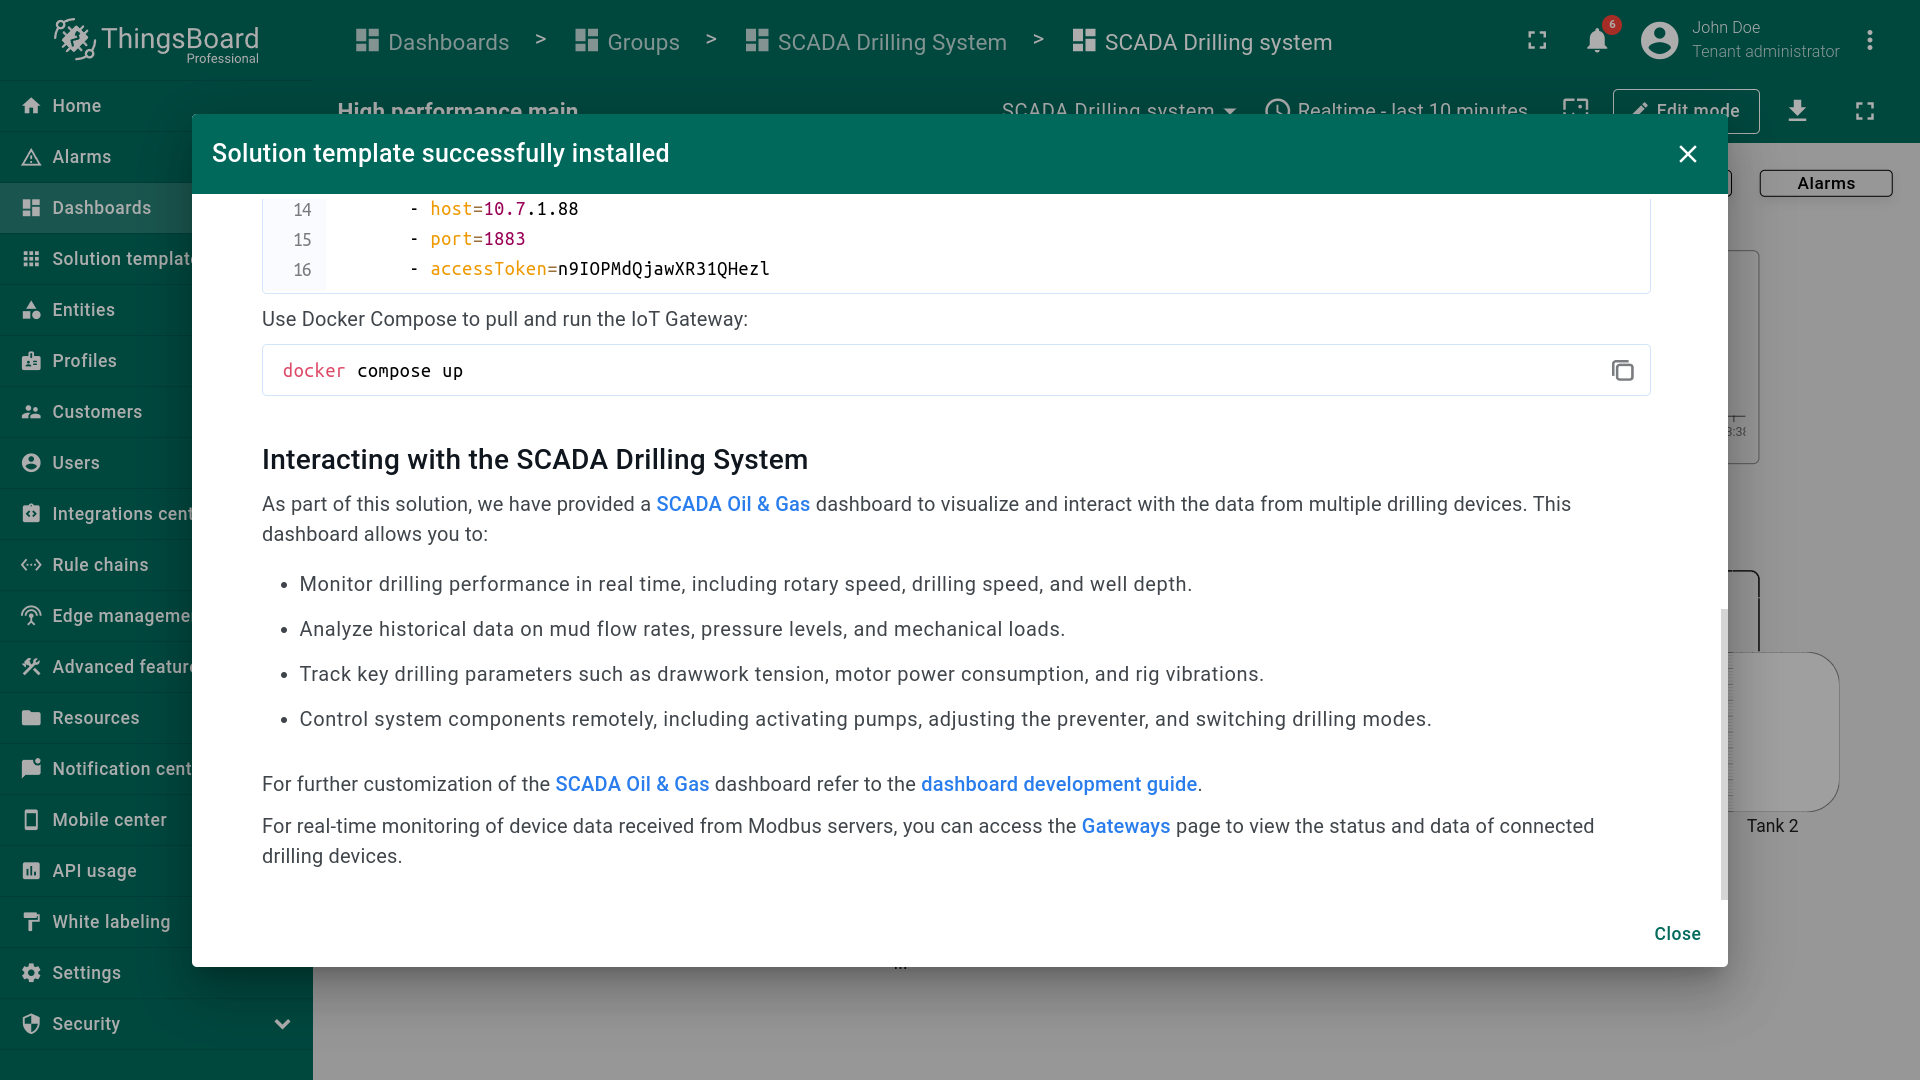 ThingsBoard
Professional
Dashboards > Groups > SCADA Drilling System > SCADA Drilling system
6
John Doe
Tenant administrator
Home
Alarms
Dashboards
Solution templat
Entities
Profiles
Customers
Users
Integrations cent
Rule chains
Edge manageme
Advanced featur
Resources
Notification cent
Mobile center
API usage
White labeling
Settings
Security
High performance main
SCADA Drilling system
Realtime - last 10 minutes
Edit mode
Alarms
Solution template successfully installed
14 - host=10.7.1.88
15 - port=1883
16 - accessToken=n9IOPMdQjawXR31QHezl
Use Docker Compose to pull and run the IoT Gateway:
docker compose up
Interacting with the SCADA Drilling System
As part of this solution, we have provided a SCADA Oil & Gas dashboard to visualize and interact with the data from multiple drilling devices. This
dashboard allows you to:
• Monitor drilling performance in real time, including rotary speed, drilling speed, and well depth.
• Analyze historical data on mud flow rates, pressure levels, and mechanical loads.
• Track key drilling parameters such as drawwork tension, motor power consumption, and rig vibrations.
• Control system components remotely, including activating pumps, adjusting the preventer, and switching drilling modes.
For further customization of the SCADA Oil & Gas dashboard refer to the dashboard development guide.
For real-time monitoring of device data received from Modbus servers, you can access the Gateways page to view the status and data of connected
drilling devices.
Close
Tank 2